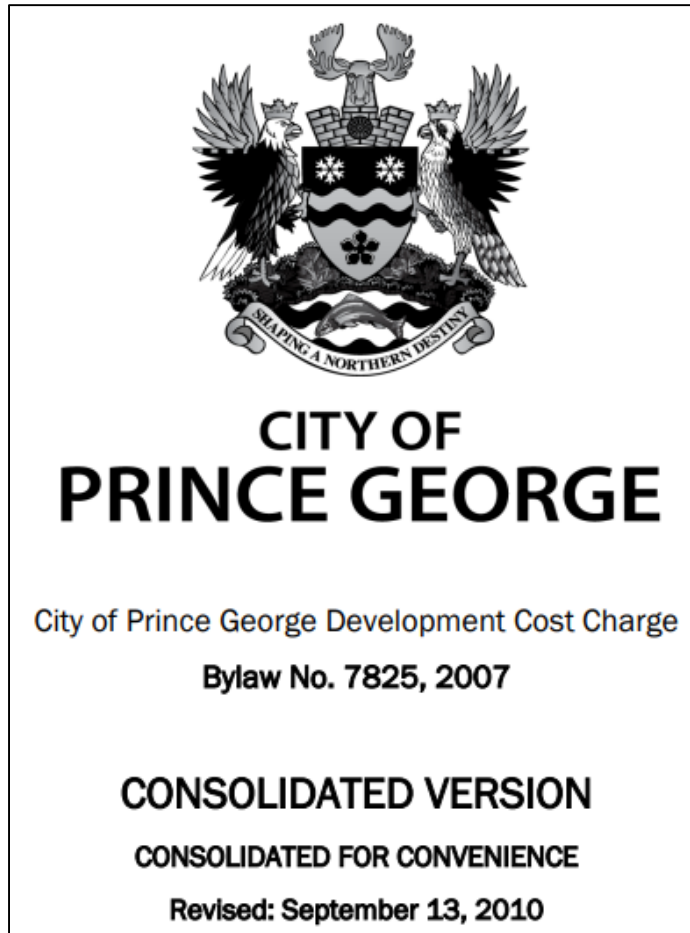 SHAPING A NORTHERN DESTINY
CITY OF
PRINCE GEORGE
City of Prince George Development Cost Charge
Bylaw No. 7825, 2007
CONSOLIDATED VERSION
CONSOLIDATED FOR CONVENIENCE
Revised: September 13, 2010